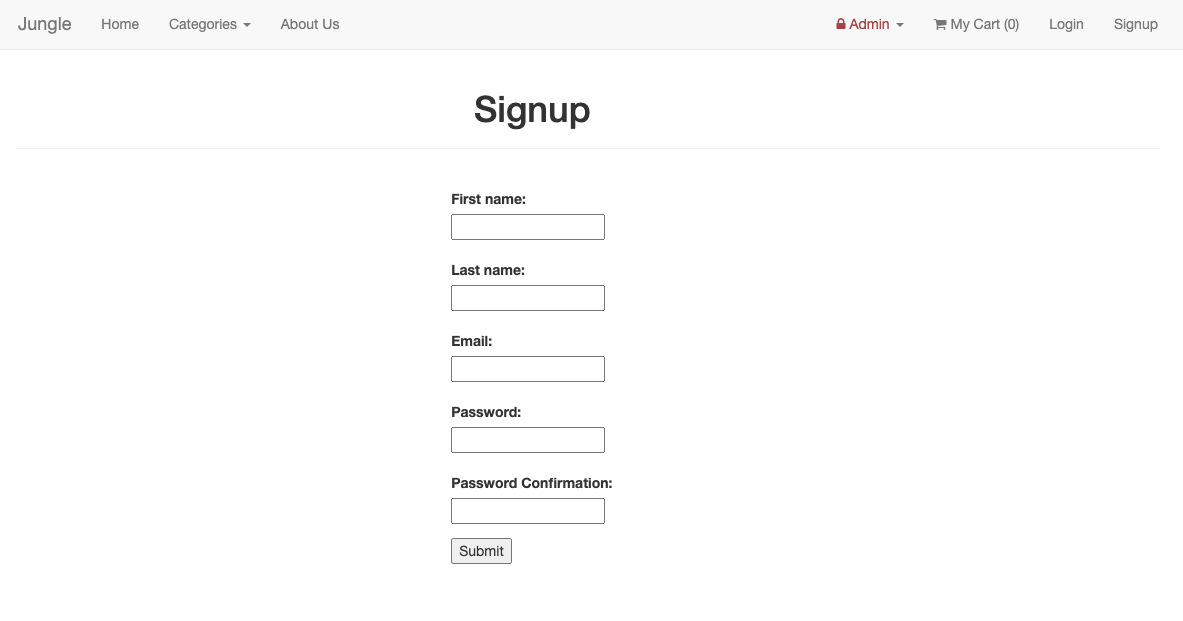 Jungle Home Categories About Us Admin My Cart (0) Login Signup
Signup
First name:
Last name:
Email:
Password:
Password Confirmation:
Submit